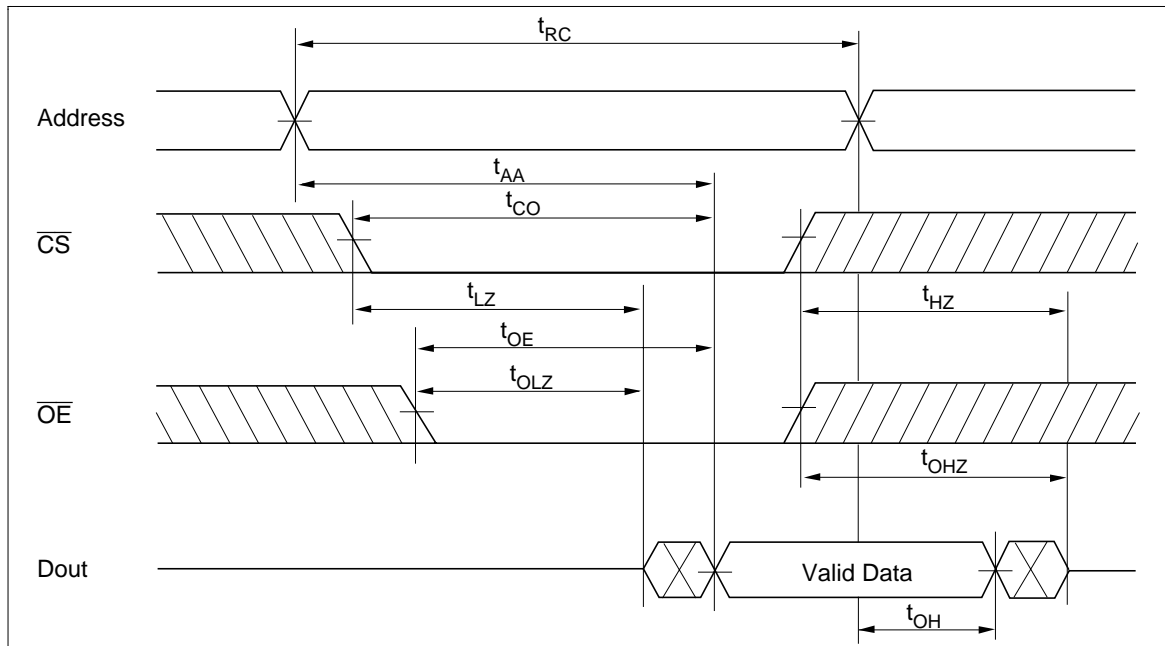 tRC
Address
tAA
tCO
CS
tLZ
tHZ
tOE
tOLZ
OE
tOHZ
Dout
Valid Data
tOH